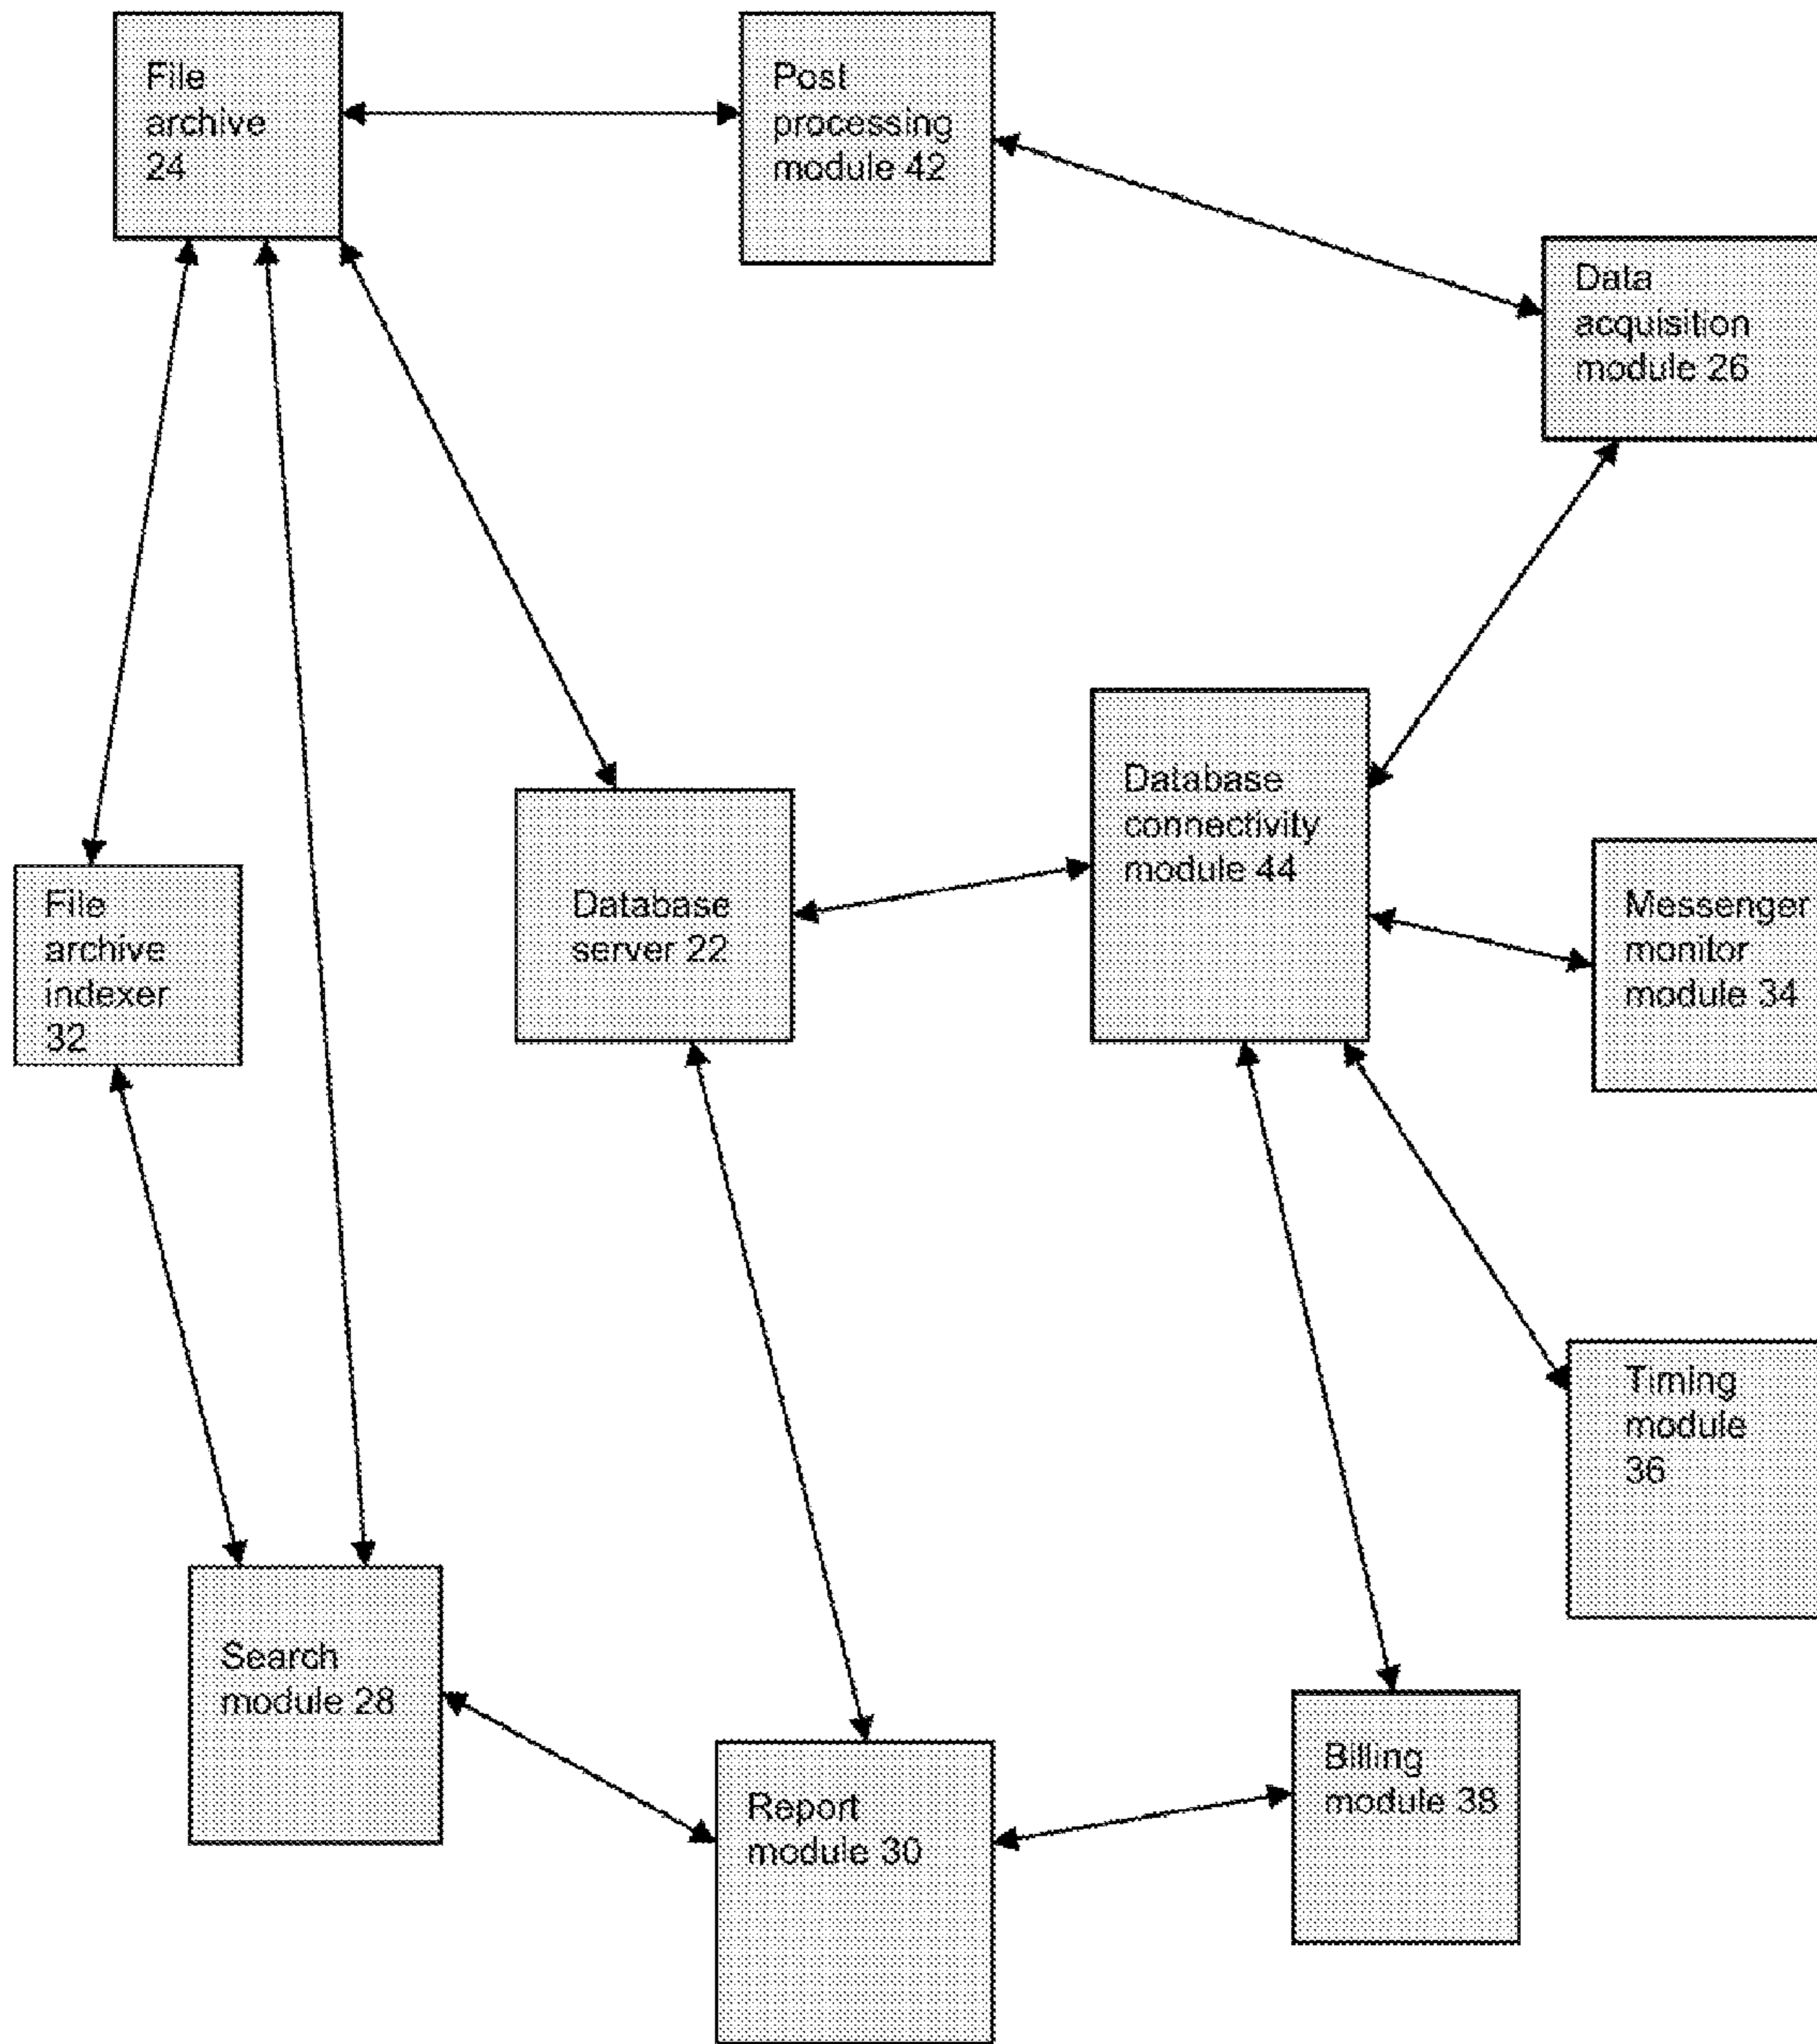 File
archive
24
Post
processing
module 42
Data
acquisition
module 26
Database
connectivity
module 44
File
archive
indexer
32
Database
server 22
Messenger
monitor
module 34
Timing
module
36
Search
module 28
Report
module 30
Billing
module 38